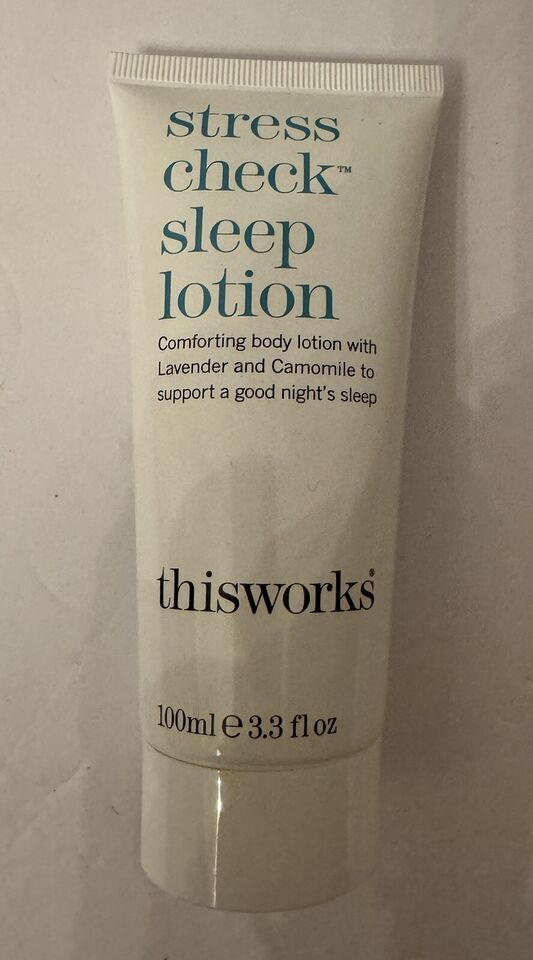 stress
check™
sleep
lotion
Comforting body lotion with
Lavender and Camomile to
support a good night's sleep
thisworks®
100ml ℮ 3.3 fl oz